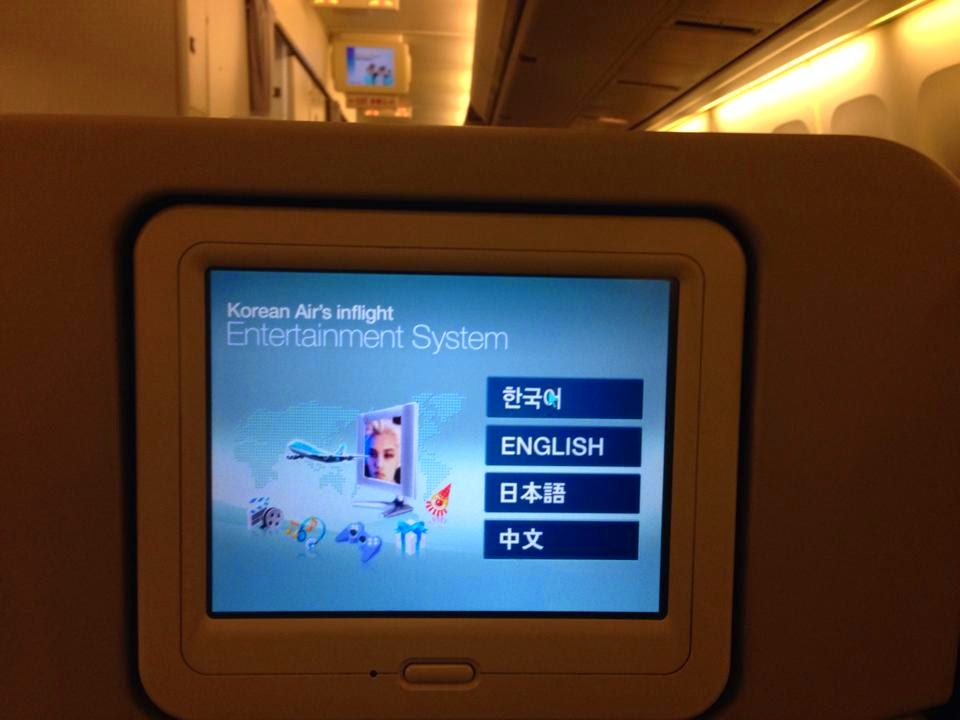 Korean Air's inflight
Entertainment System
한국어
ENGLISH
日本語
中文